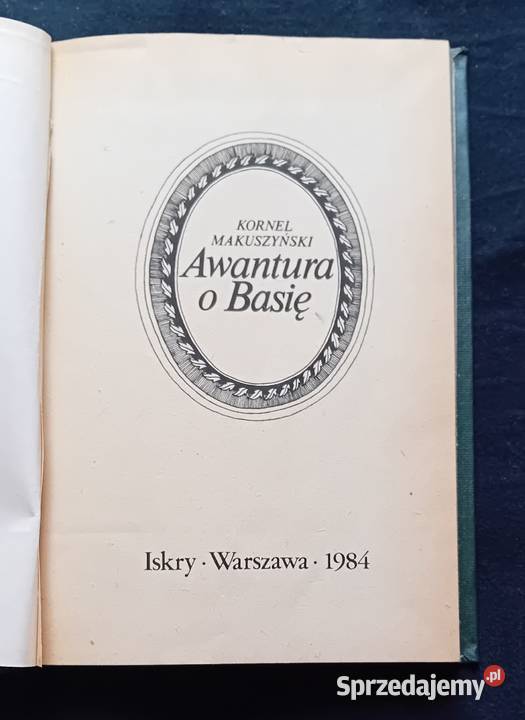 KORNEL
MAKUSZYŃSKI
Awantura
o Basię
Iskry · Warszawa · 1984
Sprzedajemy.pl